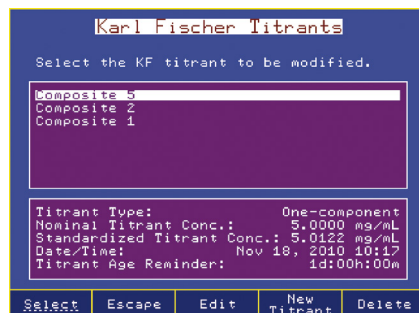 Karl Fischer Titrants
Select the KF titrant to be modified.
Composite 5
Composite 2
Composite 1
Titrant Type: One-component
Nominal Titrant Conc.: 5.0000 mg/mL
Standardized Titrant Conc.: 5.0122 mg/mL
Date/Time: Nov 18, 2010 10:17
Titrant Age Reminder: 1d:00h:00m
Select Escape Edit New Titrant Delete